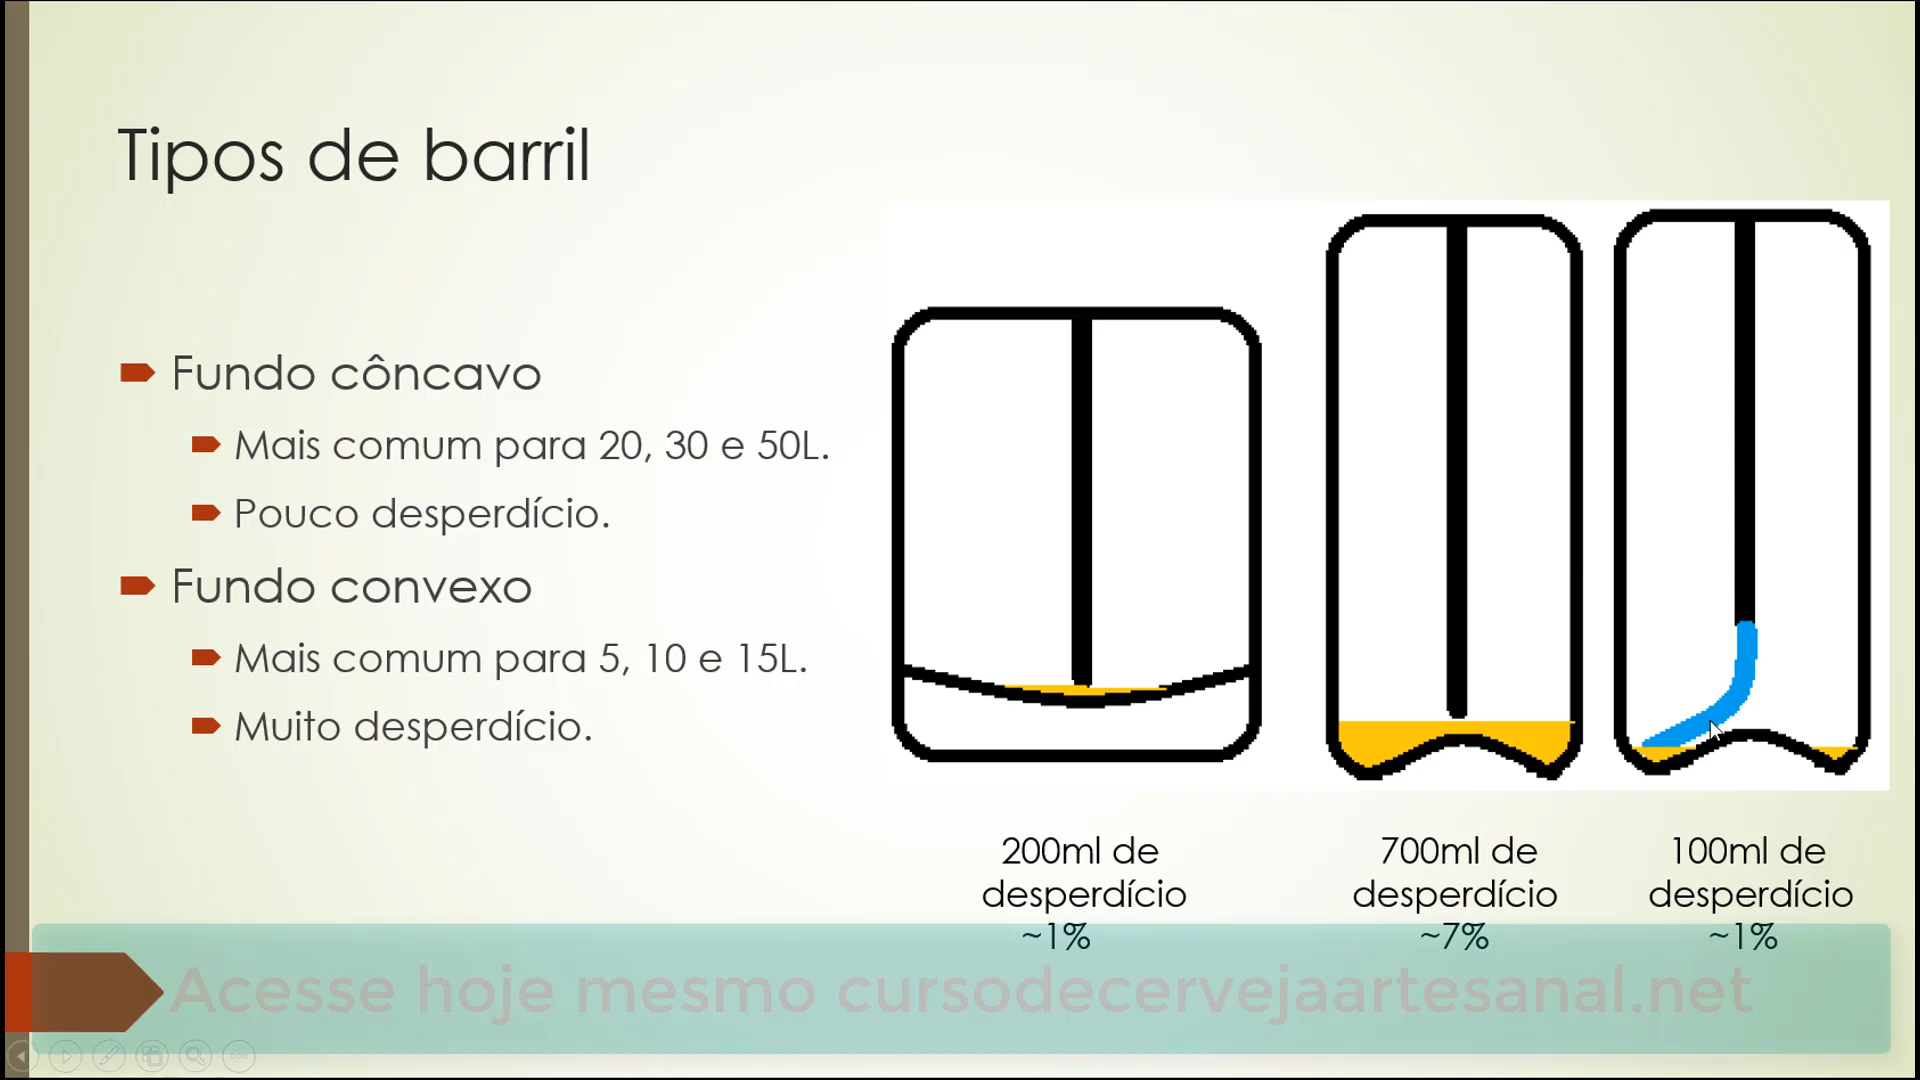 Tipos de barril
Fundo côncavo
Mais comum para 20, 30 e 50L.
Pouco desperdício.
Fundo convexo
Mais comum para 5, 10 e 15L.
Muito desperdício.
200ml de
desperdício
~1%
700ml de
desperdício
~7%
100ml de
desperdício
~1%
Acesse hoje mesmo cursodecervejaartesanal.net